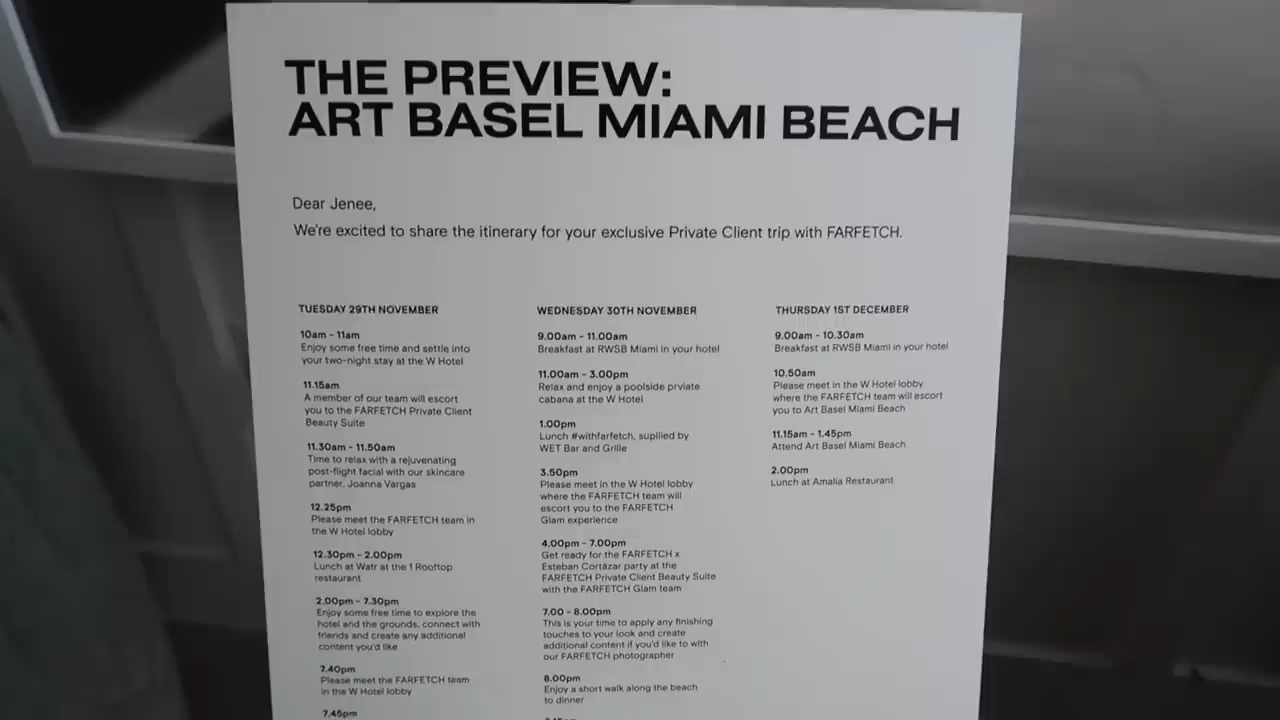 THE PREVIEW:
ART BASEL MIAMI BEACH
Dear Jenee,
We're excited to share the itinerary for your exclusive Private Client trip with FARFETCH.
TUESDAY 29TH NOVEMBER
10am - 11am
Enjoy some free time and settle into
your two-night stay at the W Hotel
11.15am
A member of our team will escort
you to the FARFETCH Private Client
Beauty Suite
11.30am - 11.50am
Time to relax with a rejuvenating
post-flight facial with our skincare
partner, Joanna Vargas
12.25pm
Please meet the FARFETCH team in
the W Hotel lobby
12.30pm - 2.00pm
Lunch at Watr at the 1 Rooftop
restaurant
2.00pm - 7.30pm
Enjoy some free time to explore the
hotel and the grounds, connect with
friends and create any additional
content you'd like
7.40pm
Please meet the FARFETCH team
in the W Hotel lobby
7.45pm
WEDNESDAY 30TH NOVEMBER
9.00am - 11.00am
Breakfast at RWSB Miami in your hotel
11.00am - 3.00pm
Relax and enjoy a poolside prviate
cabana at the W Hotel
1.00pm
Lunch #withfarfetch, supllied by
WET Bar and Grille
3.50pm
Please meet in the W Hotel lobby
where the FARFETCH team will
escort you to the FARFETCH
Glam experience
4.00pm - 7.00pm
Get ready for the FARFETCH x
Esteban Cortázar party at the
FARFETCH Private Client Beauty Suite
with the FARFETCH Glam team
7.00 - 8.00pm
This is your time to apply any finishing
touches to your look and create
additional content if you'd like to with
our FARFETCH photographer
8.00pm
Enjoy a short walk along the beach
to dinner
THURSDAY 1ST DECEMBER
9.00am - 10.30am
Breakfast at RWSB Miami in your hotel
10.50am
Please meet in the W Hotel lobby
where the FARFETCH team will escort
you to Art Basel Miami Beach
11.15am - 1.45pm
Attend Art Basel Miami Beach
2.00pm
Lunch at Amalia Restaurant